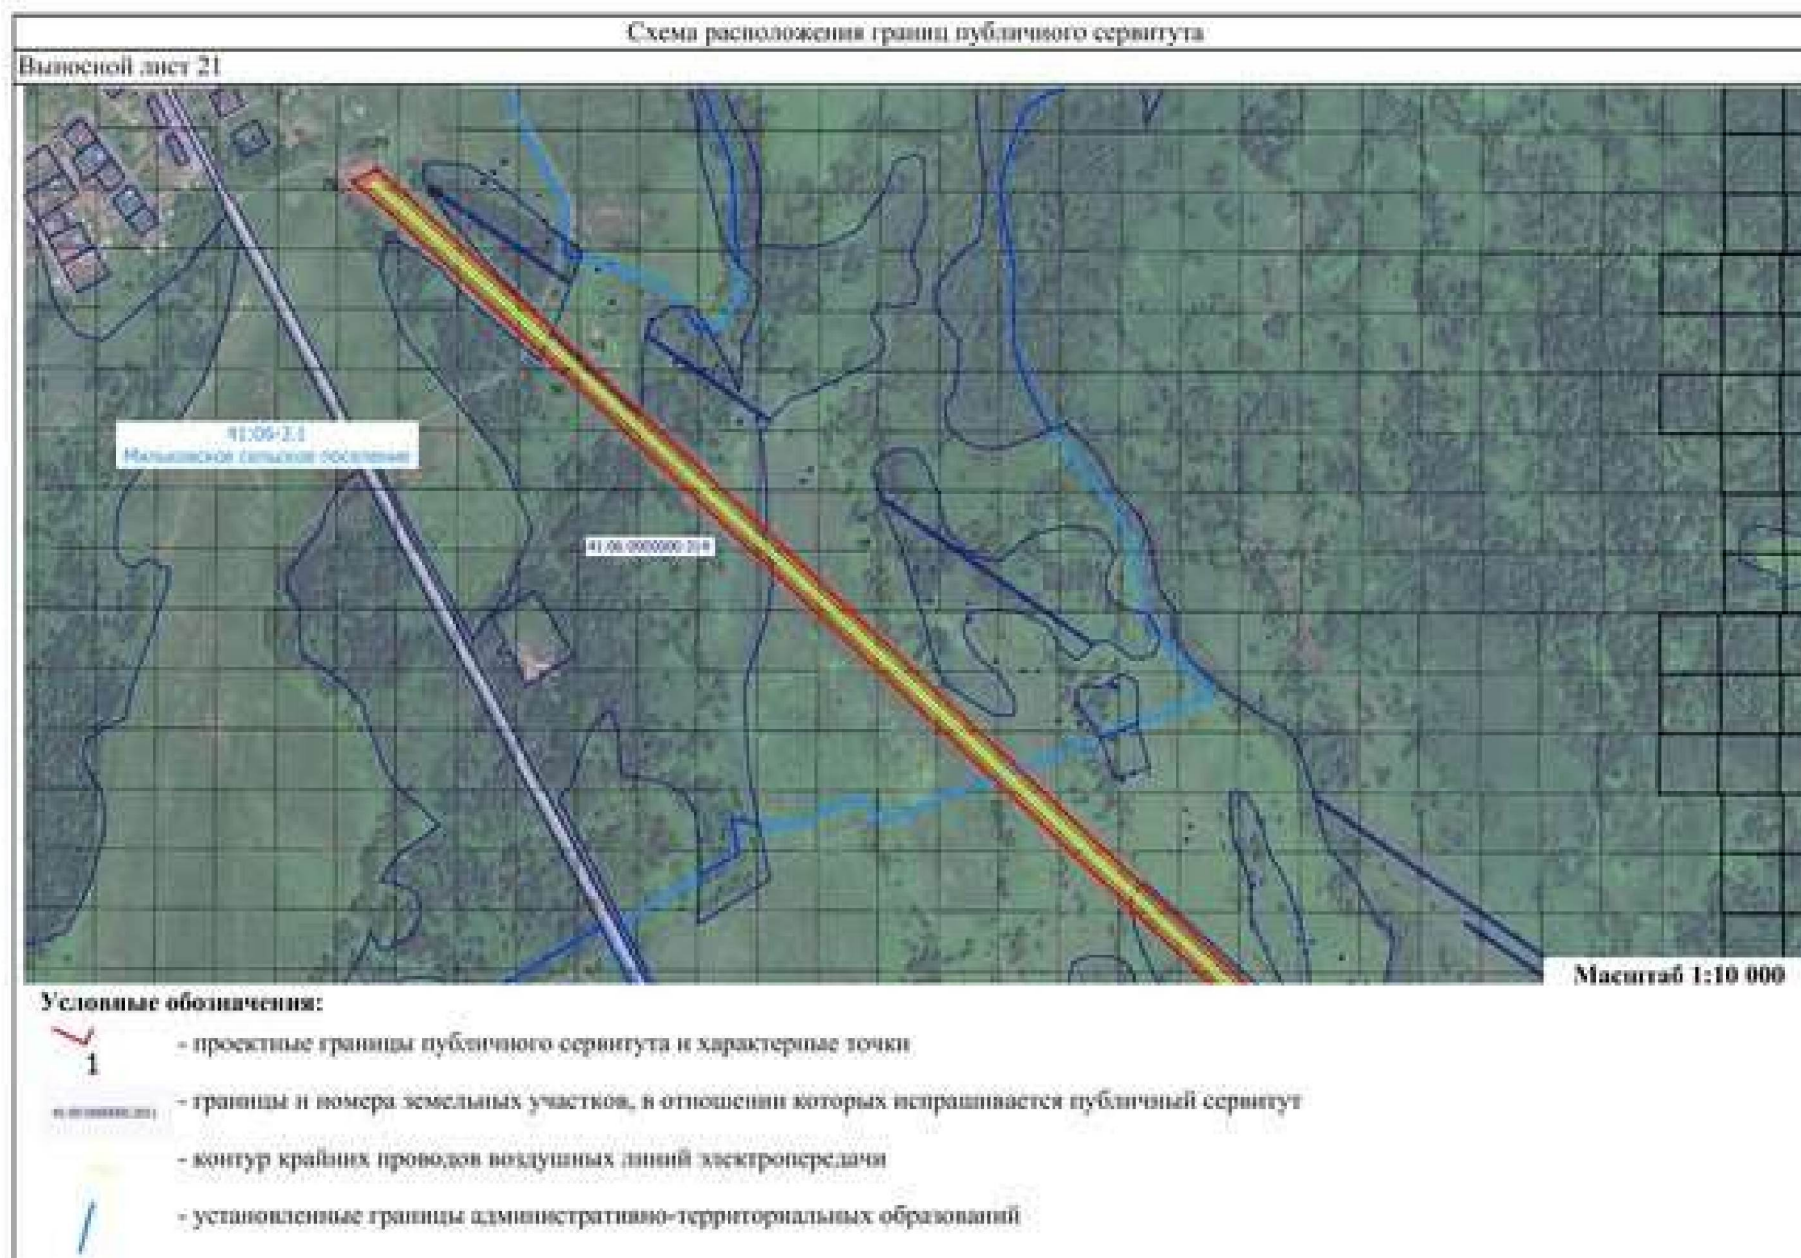 Схема расположения границ публичного сервитута
Выносной лист 21
41:06-2.1
Мильковское сельское поселение
Масштаб 1:10 000
Условные обозначения:
1
- проектные границы публичного сервитута и характерные точки
- границы и номера земельных участков, в отношении которых испрашивается публичный сервитут
- контур крайних проводов воздушных линий электропередачи
- установленные границы административно-территориальных образований